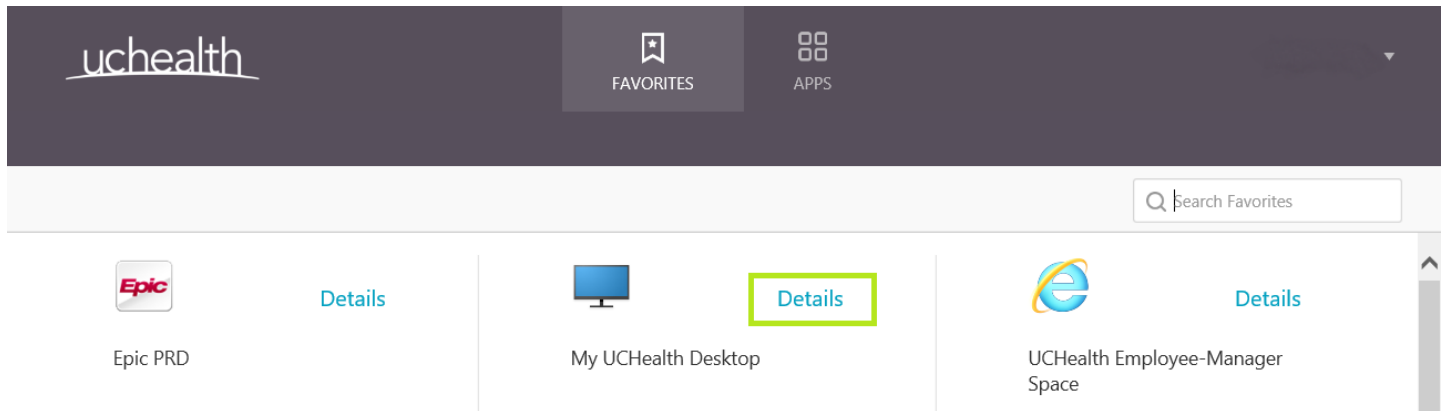 uchealth
FAVORITES
APPS
Search Favorites
Epic
Details
Details
Details
Epic PRD
My UCHealth Desktop
UCHealth Employee-Manager
Space